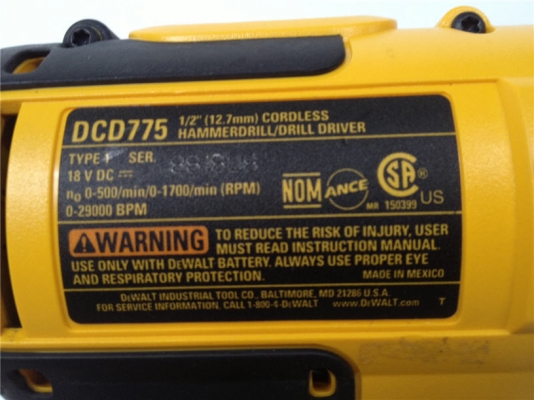 DCD775 1/2" (12.7mm) CORDLESS
HAMMERDRILL/DRILL DRIVER
TYPE 1 SER.
18 V DC ⎓
n0 0-500/min/0-1700/min (RPM)
0-29000 BPM
NOM ANCE SA US
MR 150399
WARNING TO REDUCE THE RISK OF INJURY, USER
MUST READ INSTRUCTION MANUAL.
USE ONLY WITH DEWALT BATTERY. ALWAYS USE PROPER EYE
AND RESPIRATORY PROTECTION. MADE IN MEXICO
DEWALT INDUSTRIAL TOOL CO., BALTIMORE, MD 21286 U.S.A.
FOR SERVICE INFORMATION, CALL 1-800-4-DEWALT www.DEWALT.com T